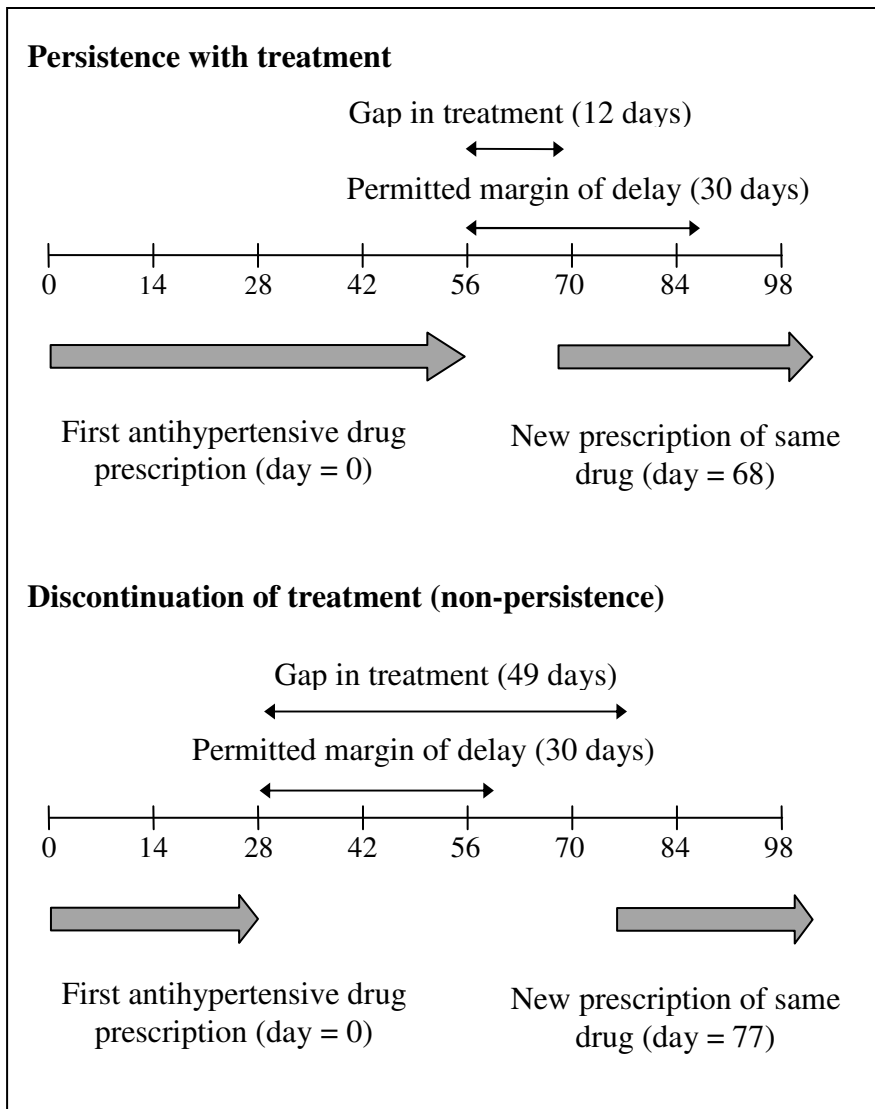 Persistence with treatment
Gap in treatment (12 days)
Permitted margin of delay (30 days)
0 14 28 42 56 70 84 98
First antihypertensive drug
prescription (day = 0)
New prescription of same
drug (day = 68)
Discontinuation of treatment (non-persistence)
Gap in treatment (49 days)
Permitted margin of delay (30 days)
0 14 28 42 56 70 84 98
First antihypertensive drug
prescription (day = 0)
New prescription of same
drug (day = 77)